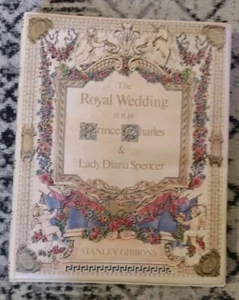 The
Royal Wedding
H.R.H
Prince Charles
&
Lady Diana Spencer
STANLEY GIBBONS